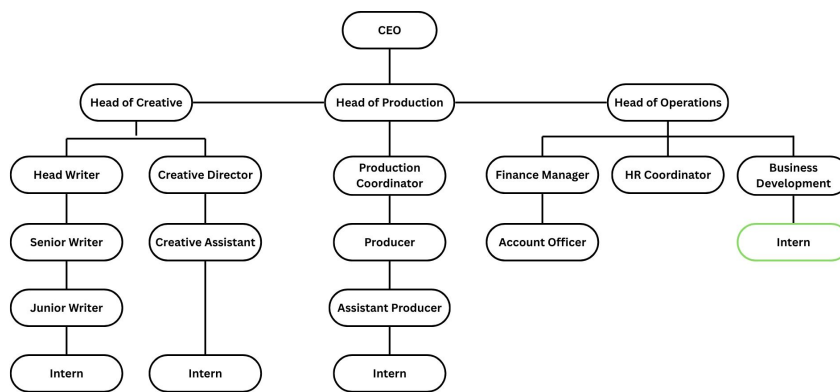 CEO
Head of Creative
Head of Production
Head of Operations
Head Writer
Creative Director
Production
Coordinator
Finance Manager
HR Coordinator
Business
Development
Senior Writer
Creative Assistant
Producer
Account Officer
Intern
Junior Writer
Assistant Producer
Intern
Intern
Intern